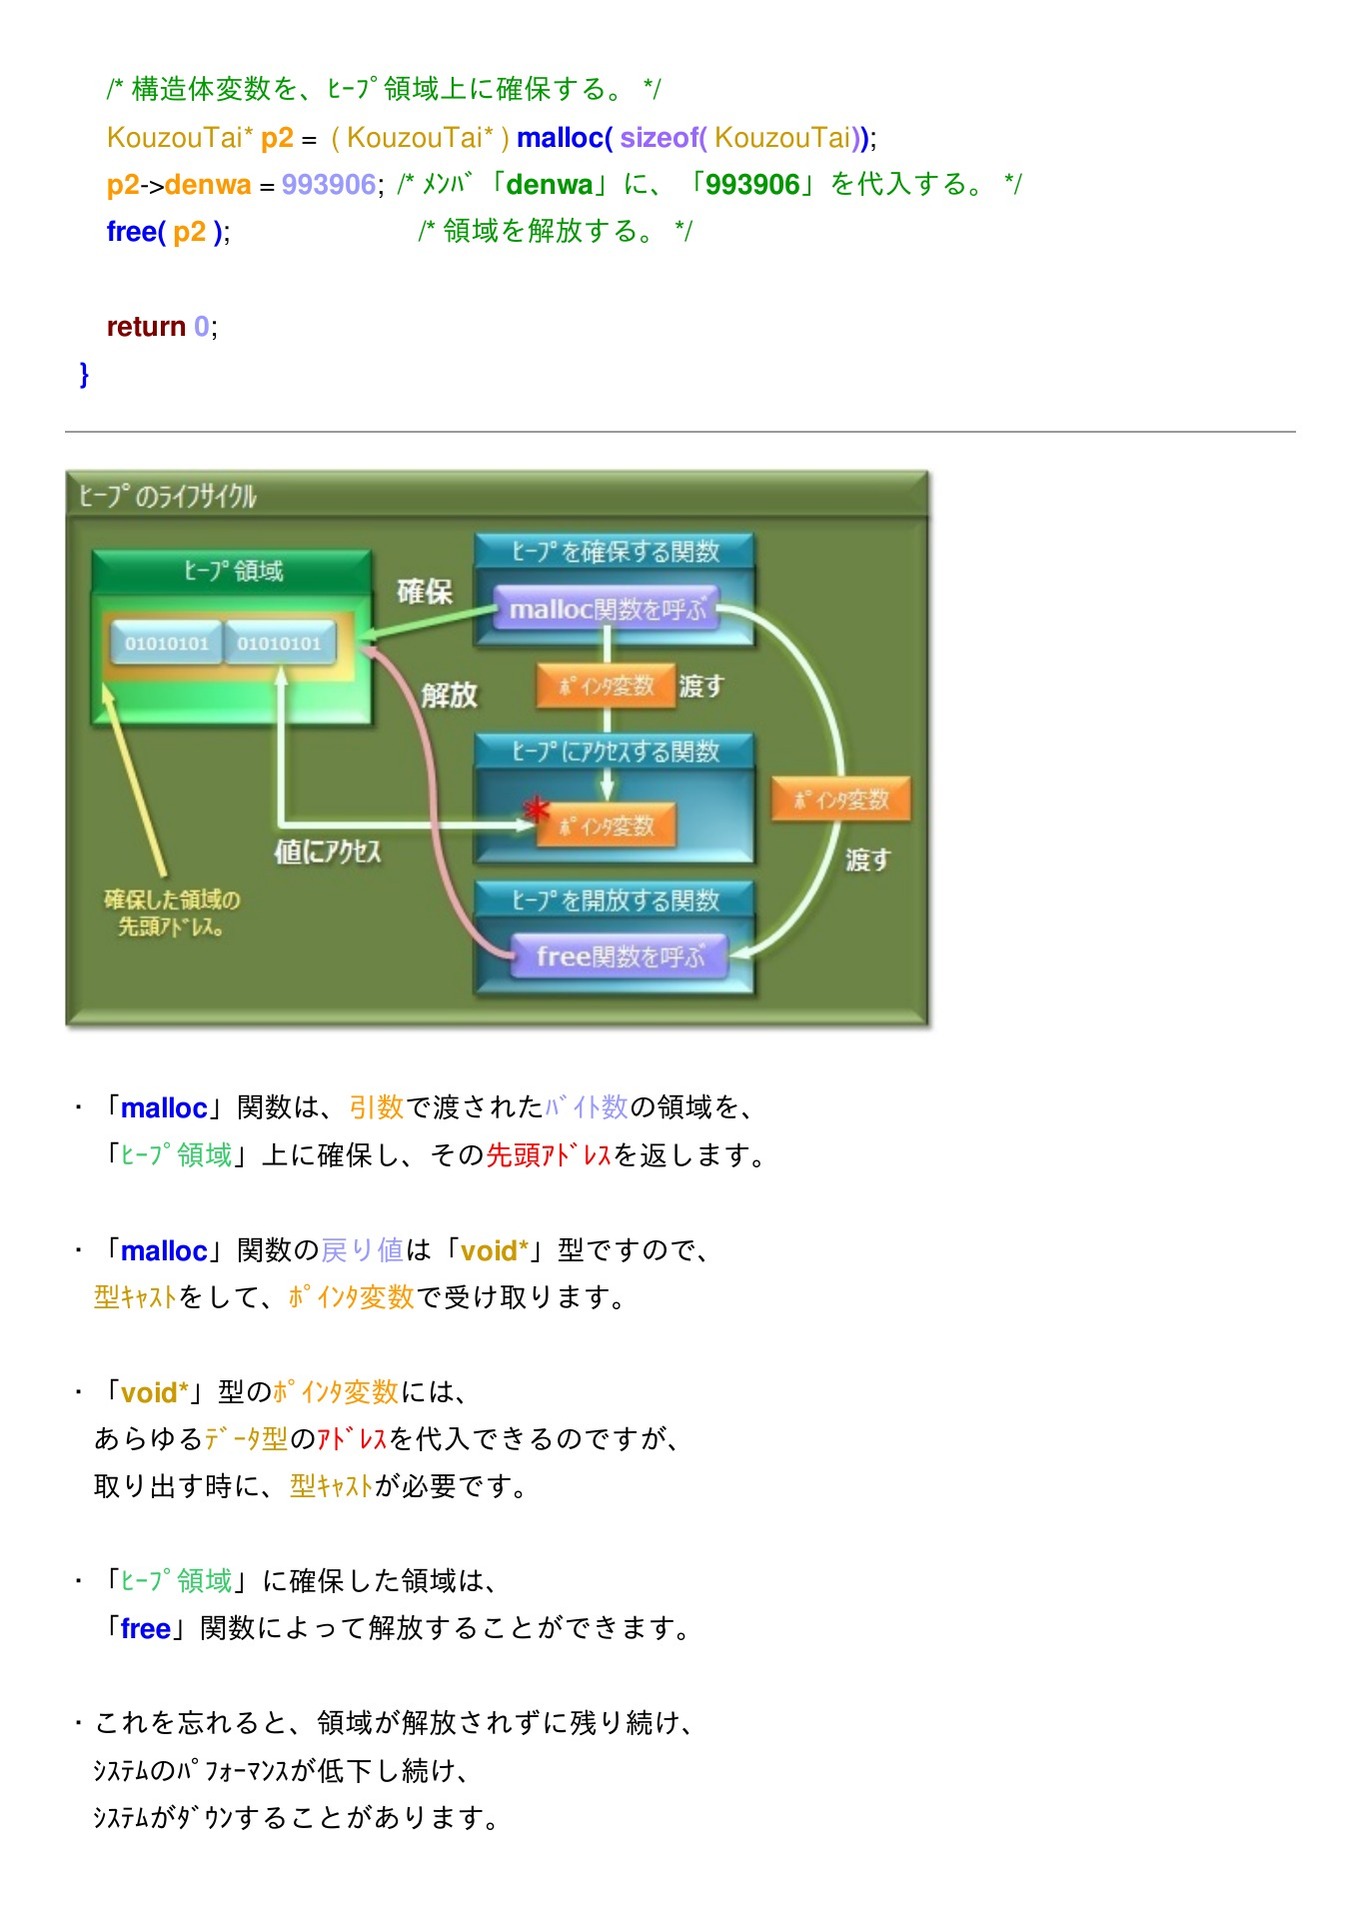 /* 構造体変数を、ﾋｰﾌﾟ領域上に確保する。 */
KouzouTai* p2 = ( KouzouTai* ) malloc( sizeof( KouzouTai));
p2->denwa = 993906; /* ﾒﾝﾊﾞ「denwa」に、「993906」を代入する。 */
free( p2 ); /* 領域を解放する。 */
return 0;
}
ﾋｰﾌﾟのﾗｲﾌｻｲｸﾙ
ﾋｰﾌﾟ領域
01010101 01010101
確保
ﾋｰﾌﾟを確保する関数
malloc関数を呼ぶ
ﾎﾟｲﾝﾀ変数 渡す
解放
ﾋｰﾌﾟにｱｸｾｽする関数
* ﾎﾟｲﾝﾀ変数
ﾎﾟｲﾝﾀ変数
渡す
値にｱｸｾｽ
確保した領域の
先頭ｱﾄﾞﾚｽ。
ﾋｰﾌﾟを開放する関数
free関数を呼ぶ
・「malloc」関数は、引数で渡されたﾊﾞｲﾄ数の領域を、
「ﾋｰﾌﾟ領域」上に確保し、その先頭ｱﾄﾞﾚｽを返します。
・「malloc」関数の戻り値は「void*」型ですので、
型ｷｬｽﾄをして、ﾎﾟｲﾝﾀ変数で受け取ります。
・「void*」型のﾎﾟｲﾝﾀ変数には、
あらゆるﾃﾞｰﾀ型のｱﾄﾞﾚｽを代入できるのですが、
取り出す時に、型ｷｬｽﾄが必要です。
・「ﾋｰﾌﾟ領域」に確保した領域は、
「free」関数によって解放することができます。
・これを忘れると、領域が解放されずに残り続け、
ｼｽﾃﾑのﾊﾟﾌｫｰﾏﾝｽが低下し続け、
ｼｽﾃﾑがﾀﾞｳﾝすることがあります。